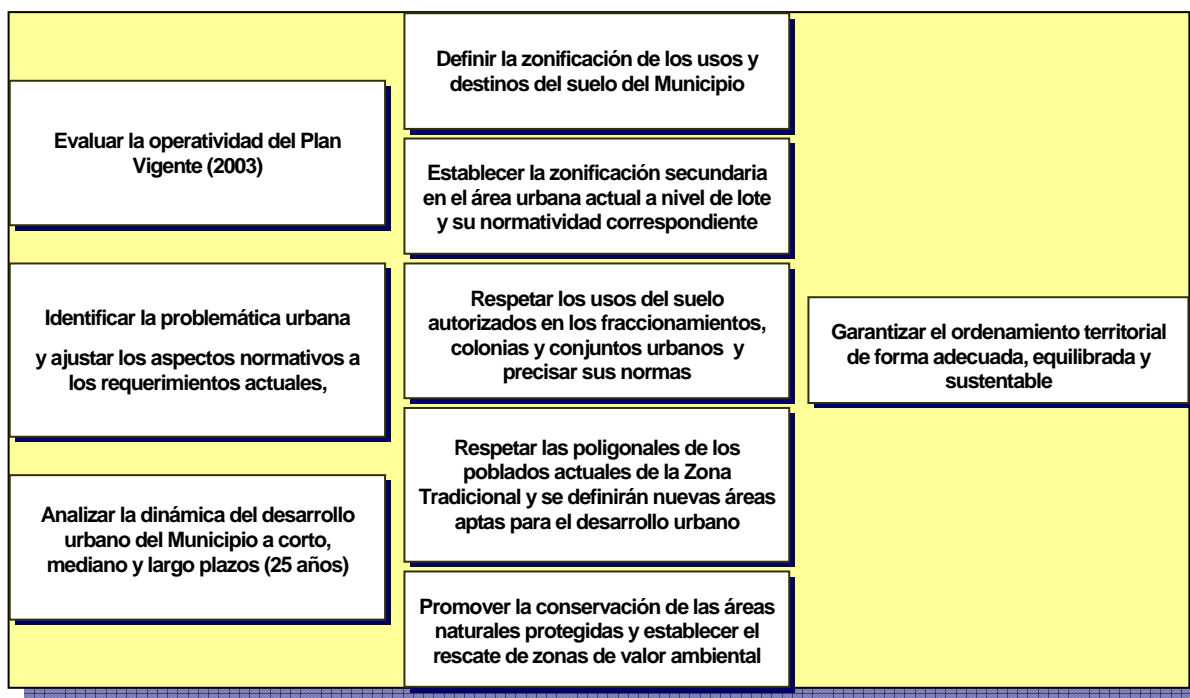 Evaluar la operatividad del Plan
Vigente (2003)
Identificar la problemática urbana
y ajustar los aspectos normativos a
los requerimientos actuales,
Analizar la dinámica del desarrollo
urbano del Municipio a corto,
mediano y largo plazos (25 años)
Definir la zonificación de los usos y
destinos del suelo del Municipio
Establecer la zonificación secundaria
en el área urbana actual a nivel de lote
y su normatividad correspondiente
Respetar los usos del suelo
autorizados en los fraccionamientos,
colonias y conjuntos urbanos y
precisar sus normas
Respetar las poligonales de los
poblados actuales de la Zona
Tradicional y se definirán nuevas áreas
aptas para el desarrollo urbano
Promover la conservación de las áreas
naturales protegidas y establecer el
rescate de zonas de valor ambiental
Garantizar el ordenamiento territorial
de forma adecuada, equilibrada y
sustentable